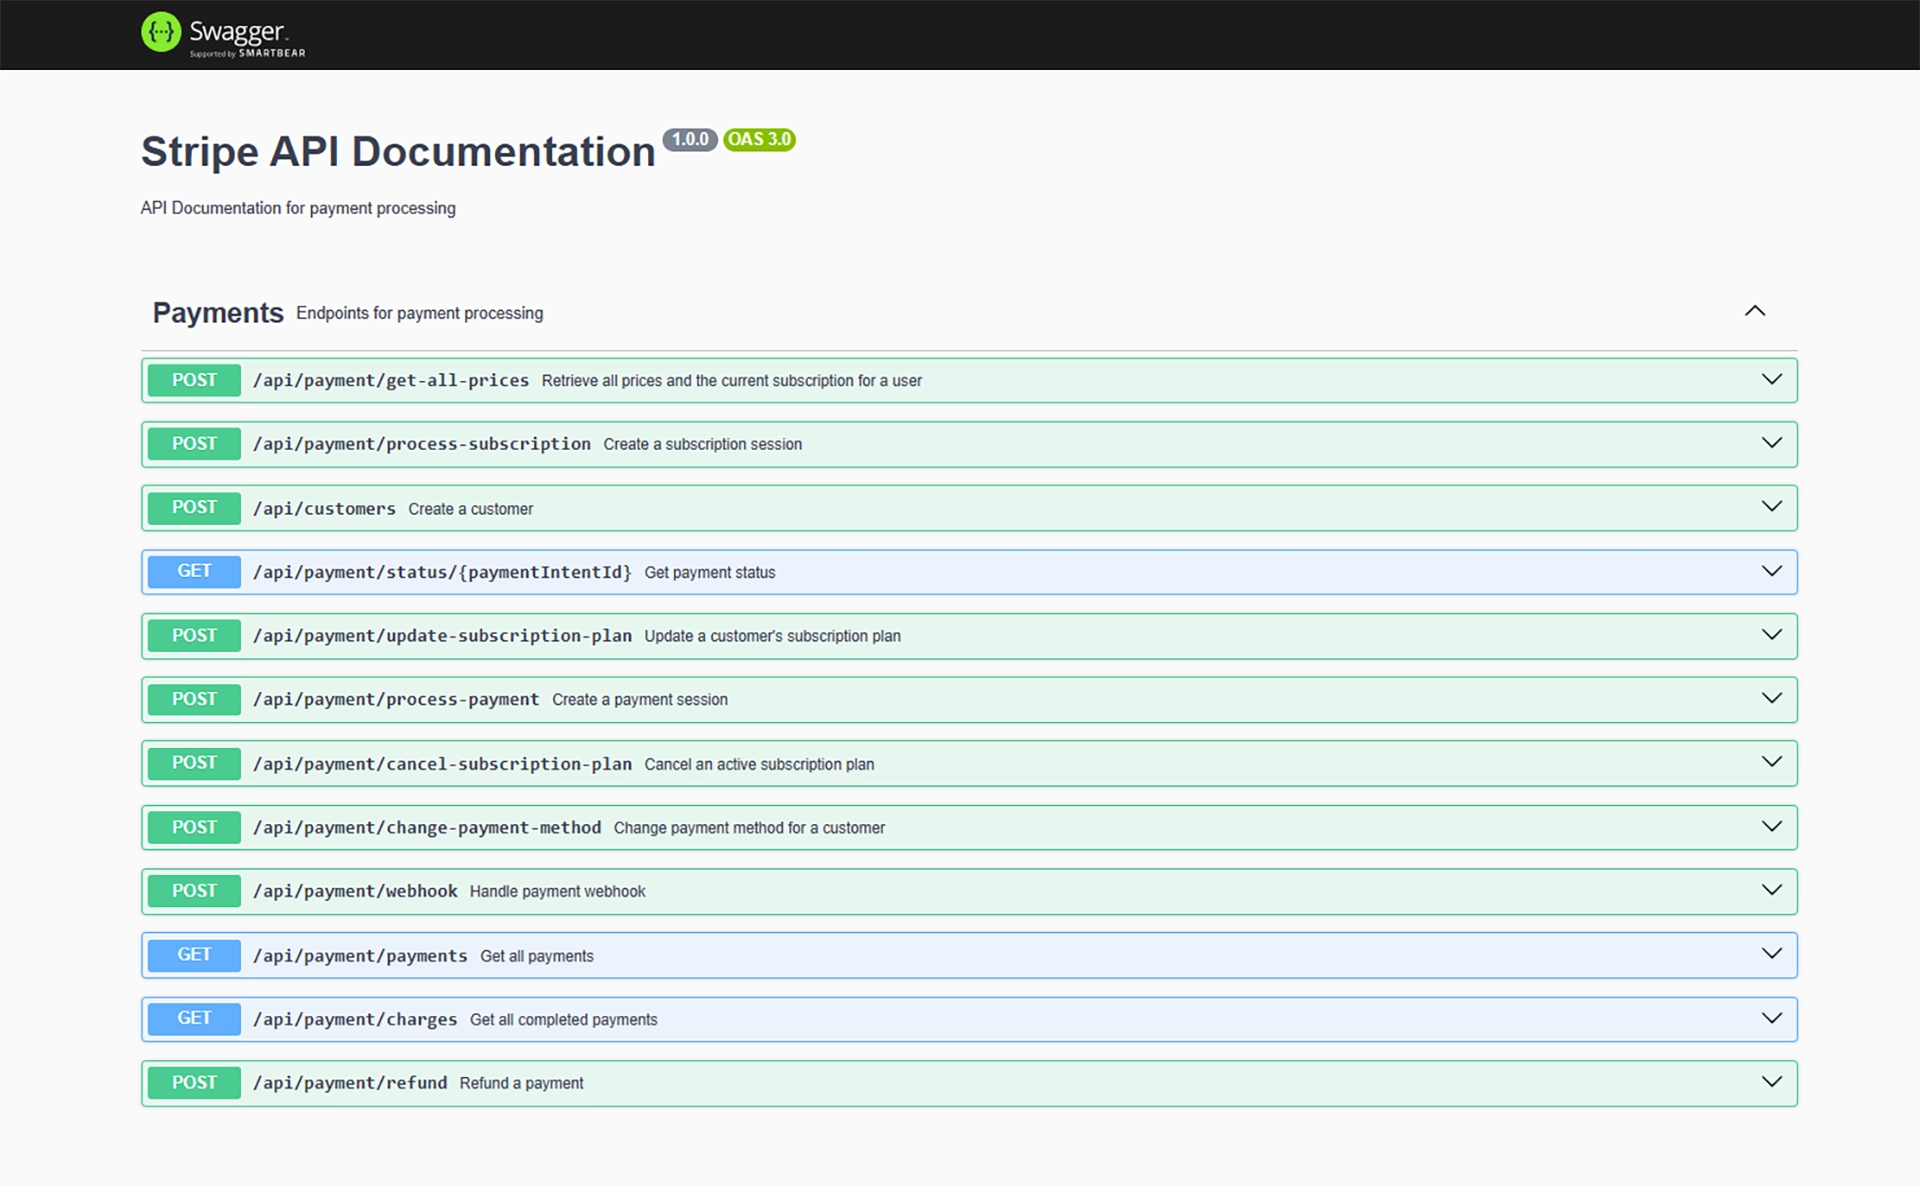 Swagger
Supported by SMARTBEAR
Stripe API Documentation 1.0.0 OAS 3.0
API Documentation for payment processing
Payments Endpoints for payment processing
POST /api/payment/get-all-prices Retrieve all prices and the current subscription for a user
POST /api/payment/process-subscription Create a subscription session
POST /api/customers Create a customer
GET /api/payment/status/{paymentIntentId} Get payment status
POST /api/payment/update-subscription-plan Update a customer's subscription plan
POST /api/payment/process-payment Create a payment session
POST /api/payment/cancel-subscription-plan Cancel an active subscription plan
POST /api/payment/change-payment-method Change payment method for a customer
POST /api/payment/webhook Handle payment webhook
GET /api/payment/payments Get all payments
GET /api/payment/charges Get all completed payments
POST /api/payment/refund Refund a payment